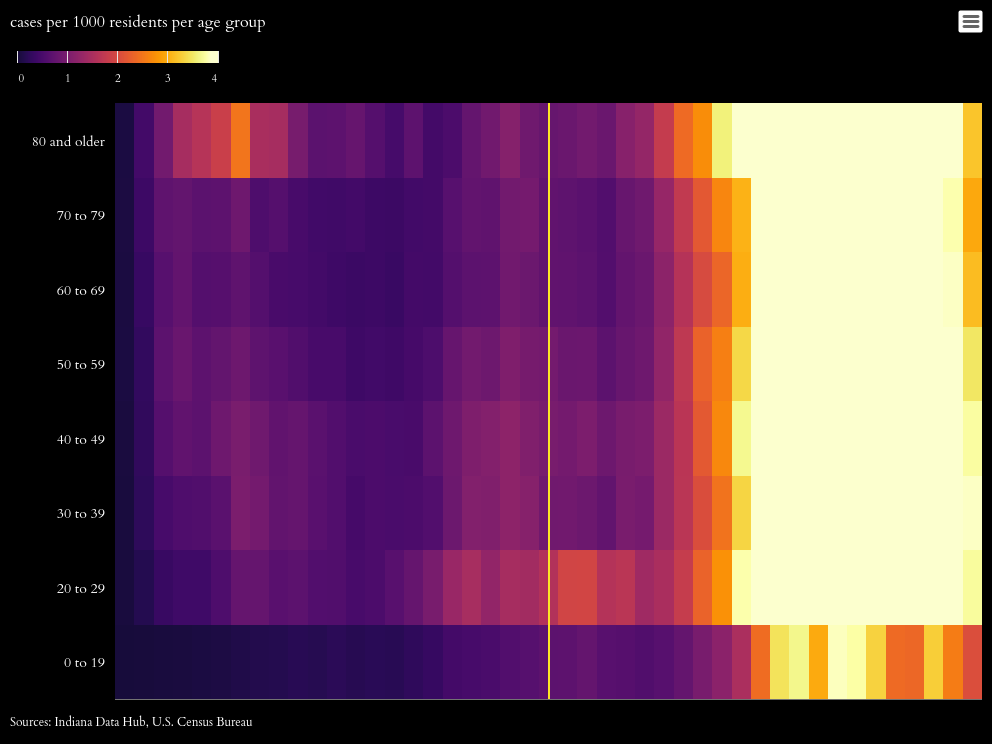 cases per 1000 residents per age group
0 1 2 3 4
80 and older
70 to 79
60 to 69
50 to 59
40 to 49
30 to 39
20 to 29
0 to 19
Sources: Indiana Data Hub, U.S. Census Bureau